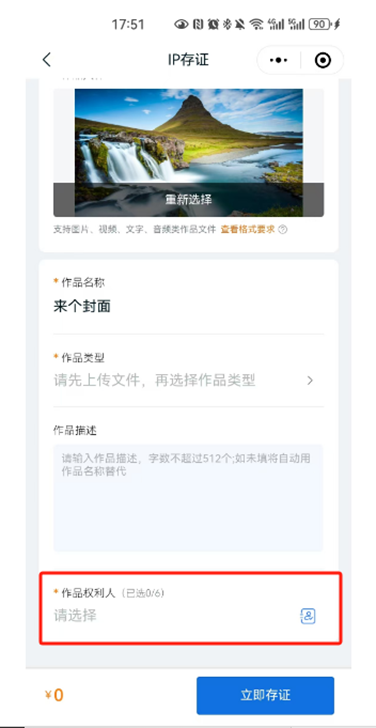 17:51
90
IP存证
重新选择
支持图片、视频、文字、音频类作品文件 查看格式要求 ?
* 作品名称
来个封面
* 作品类型
请先上传文件，再选择作品类型
作品描述
请输入作品描述，字数不超过512个;如未填将自动用
作品名称替代
* 作品权利人（已选0/6）
请选择
¥0
立即存证